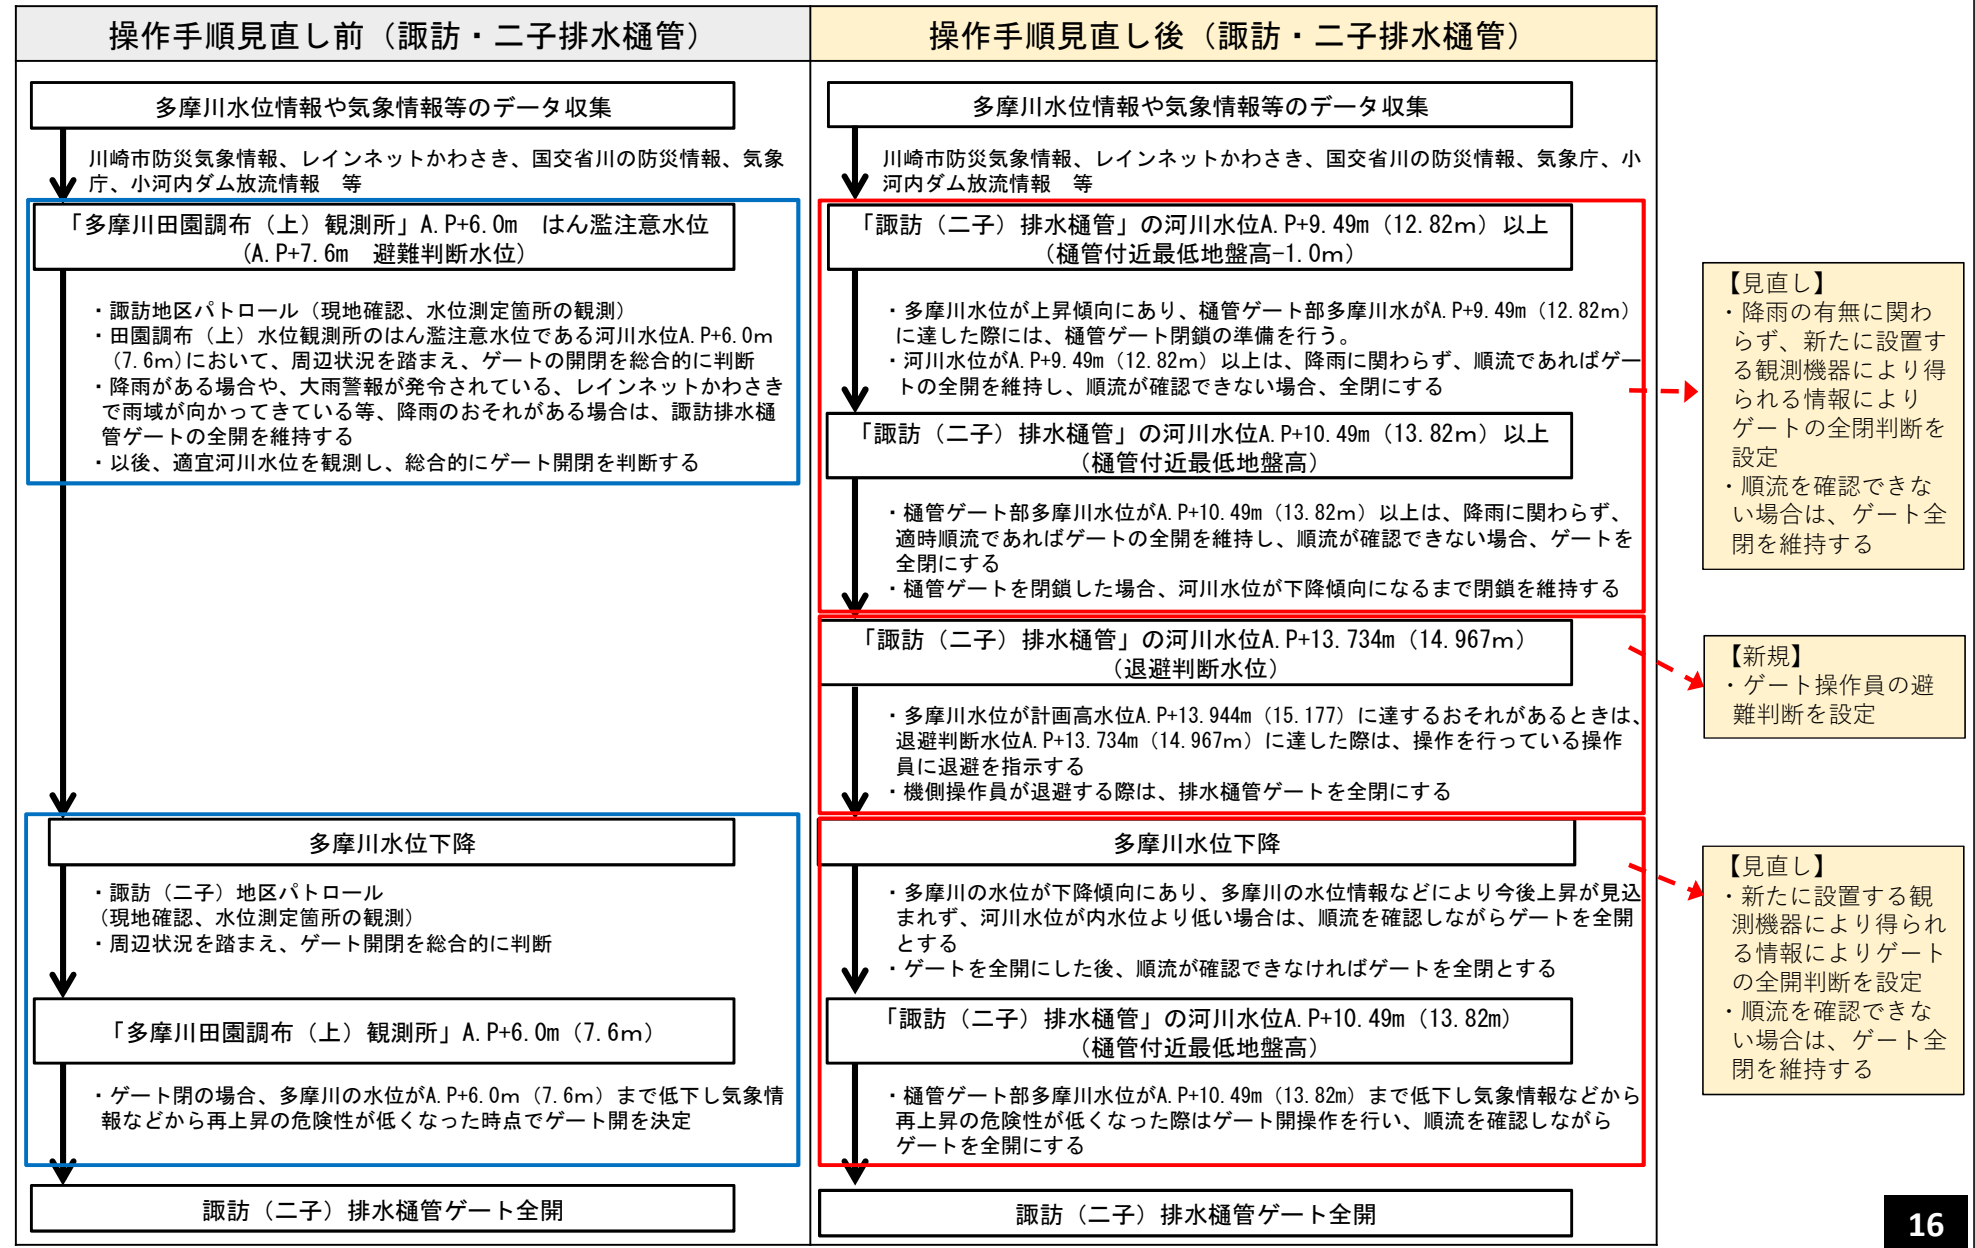 操作手順見直し前（諏訪・二子排水樋管）
多摩川水位情報や気象情報等のデータ収集
川崎市防災気象情報、レインネットかわさき、国交省川の防災情報、気象
庁、小河内ダム放流情報　等
「多摩川田園調布（上）観測所」A.P+6.0m　はん濫注意水位
(A.P+7.6m　避難判断水位)
・諏訪地区パトロール（現地確認、水位測定箇所の観測）
・田園調布（上）水位観測所のはん濫注意水位である河川水位A.P+6.0m
(7.6m)において、周辺状況を踏まえ、ゲートの開閉を総合的に判断
・降雨がある場合や、大雨警報が発令されている、レインネットかわさき
で雨域が向かってきている等、降雨のおそれがある場合は、諏訪排水樋
管ゲートの全開を維持する
・以後、適宜河川水位を観測し、総合的にゲート開閉を判断する
多摩川水位下降
・諏訪（二子）地区パトロール
（現地確認、水位測定箇所の観測）
・周辺状況を踏まえ、ゲート開閉を総合的に判断
「多摩川田園調布（上）観測所」A.P+6.0m（7.6m）
・ゲート閉の場合、多摩川の水位がA.P+6.0m（7.6m）まで低下し気象情
報などから再上昇の危険性が低くなった時点でゲート開を決定
諏訪（二子）排水樋管ゲート全開
操作手順見直し後（諏訪・二子排水樋管）
多摩川水位情報や気象情報等のデータ収集
川崎市防災気象情報、レインネットかわさき、国交省川の防災情報、気象庁、小
河内ダム放流情報　等
「諏訪（二子）排水樋管」の河川水位A.P+9.49m（12.82m）以上
（樋管付近最低地盤高-1.0m）
・多摩川水位が上昇傾向にあり、樋管ゲート部多摩川水がA.P+9.49m（12.82m）
に達した際には、樋管ゲート閉鎖の準備を行う。
・河川水位がA.P+9.49m（12.82m）以上は、降雨に関わらず、順流であればゲー
トの全開を維持し、順流が確認できない場合、全閉にする
「諏訪（二子）排水樋管」の河川水位A.P+10.49m（13.82m）以上
（樋管付近最低地盤高）
・樋管ゲート部多摩川水位がA.P+10.49m（13.82m）以上は、降雨に関わらず、
適時順流であればゲートの全開を維持し、順流が確認できない場合、ゲートを
全閉にする
・樋管ゲートを閉鎖した場合、河川水位が下降傾向になるまで閉鎖を維持する
「諏訪（二子）排水樋管」の河川水位A.P+13.734m（14.967m）
（退避判断水位）
・多摩川水位が計画高水位A.P+13.944m（15.177）に達するおそれがあるときは、
退避判断水位A.P+13.734m（14.967m）に達した際は、操作を行っている操作
員に退避を指示する
・機側操作員が退避する際は、排水樋管ゲートを全閉にする
多摩川水位下降
・多摩川の水位が下降傾向にあり、多摩川の水位情報などにより今後上昇が見込
まれず、河川水位が内水位より低い場合は、順流を確認しながらゲートを全開
とする
・ゲートを全開にした後、順流が確認できなければゲートを全閉とする
「諏訪（二子）排水樋管」の河川水位A.P+10.49m（13.82m）
（樋管付近最低地盤高）
・樋管ゲート部多摩川水位がA.P+10.49m（13.82m）まで低下し気象情報などから
再上昇の危険性が低くなった際はゲート開操作を行い、順流を確認しながら
ゲートを全開にする
諏訪（二子）排水樋管ゲート全開
【見直し】
・降雨の有無に関わ
らず、新たに設置す
る観測機器により得
られる情報により
ゲートの全閉判断を
設定
・順流を確認できな
い場合は、ゲート全
閉を維持する
【新規】
・ゲート操作員の避
難判断を設定
【見直し】
・新たに設置する観
測機器により得られ
る情報によりゲート
の全開判断を設定
・順流を確認できな
い場合は、ゲート全
閉を維持する
16